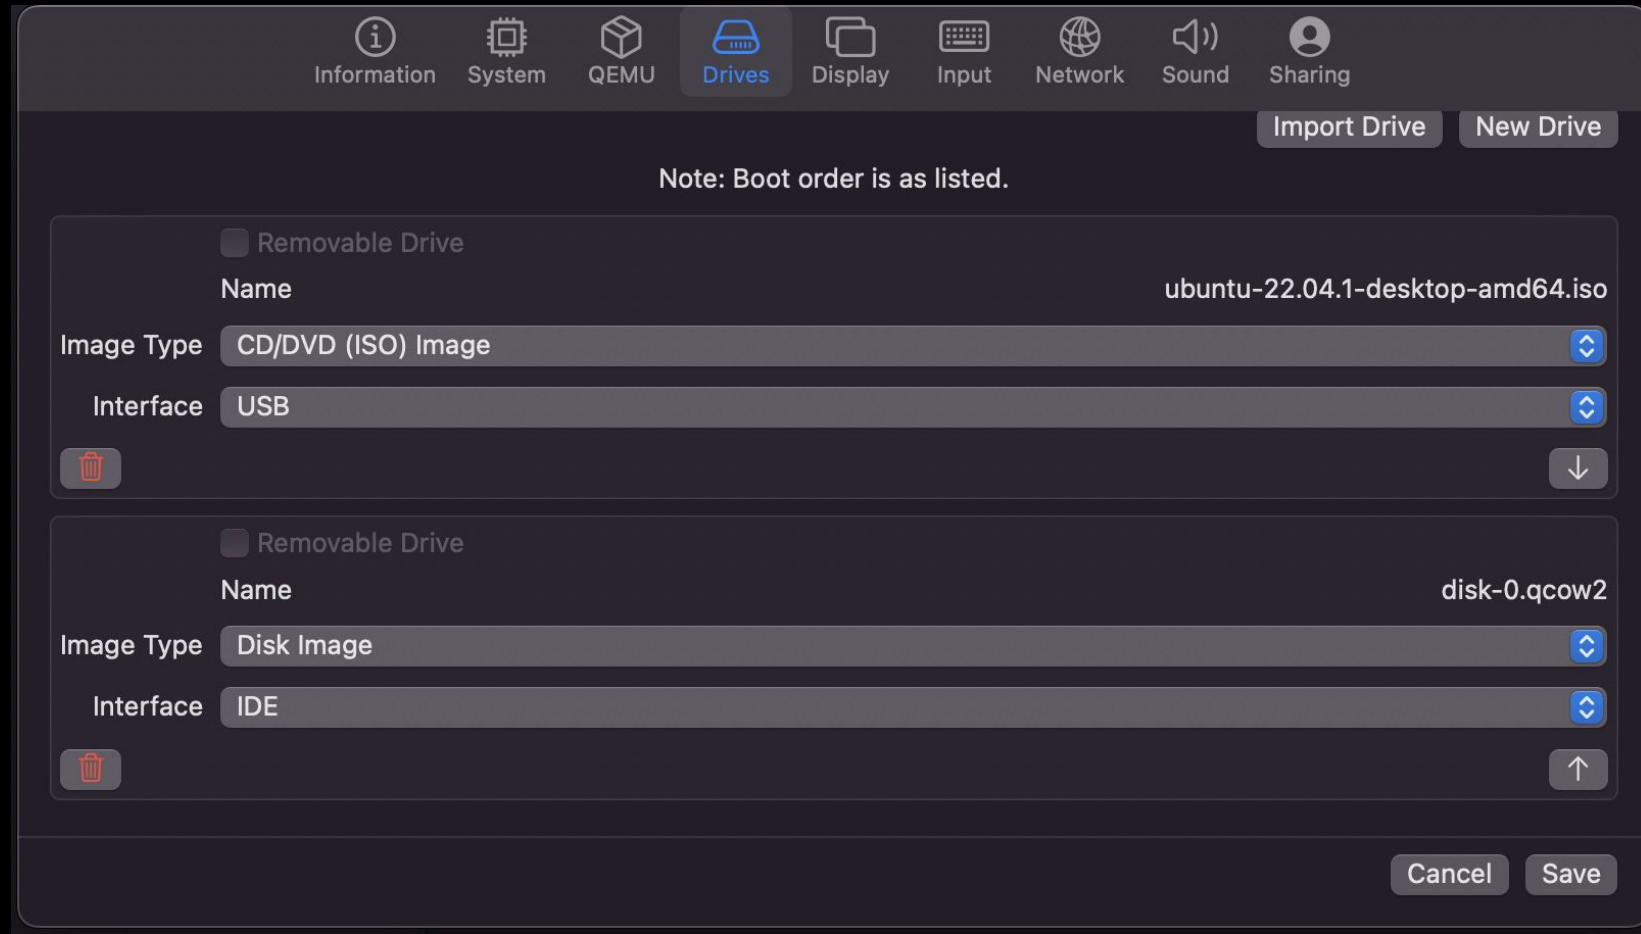 Information System QEMU Drives Display Input Network Sound Sharing
Import Drive New Drive
Note: Boot order is as listed.
Removable Drive
Name ubuntu-22.04.1-desktop-amd64.iso
Image Type CD/DVD (ISO) Image
Interface USB
Removable Drive
Name disk-0.qcow2
Image Type Disk Image
Interface IDE
Cancel Save